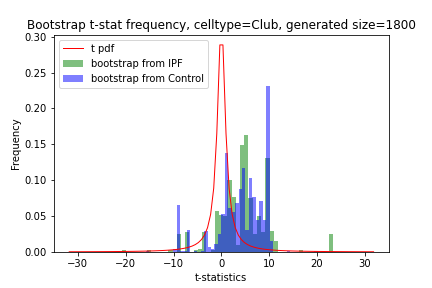 Bootstrap t-stat frequency, celltype=Club, generated size=1800
t pdf
bootstrap from IPF
bootstrap from Control
Frequency
0.30
0.25
0.20
0.15
0.10
0.05
0.00
−30 −20 −10 0 10 20 30
t-statistics